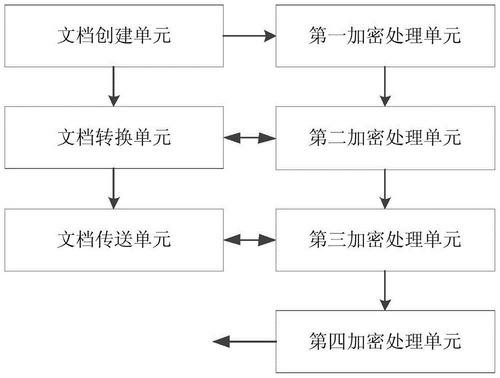 文档创建单元
第一加密处理单元
文档转换单元
第二加密处理单元
文档传送单元
第三加密处理单元
第四加密处理单元